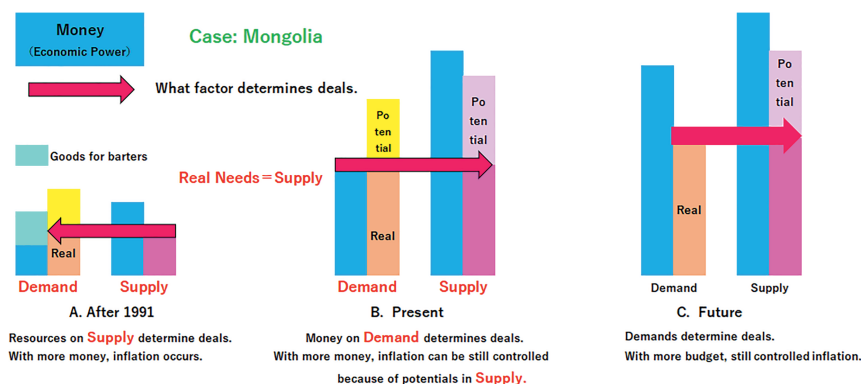 Money
(Economic Power)
Case: Mongolia
What factor determines deals.
Goods for barters
Real Needs=Supply
Real
Demand
Supply
A. After 1991
Resources on Supply determine deals.
With more money, inflation occurs.
Po
ten
tial
Real
Po
ten
tial
Demand
Supply
B. Present
Money on Demand determines deals.
With more money, inflation can be still controlled
because of potentials in Supply.
Real
Po
ten
tial
Demand
Supply
C. Future
Demands determine deals.
With more budget, still controlled inflation.